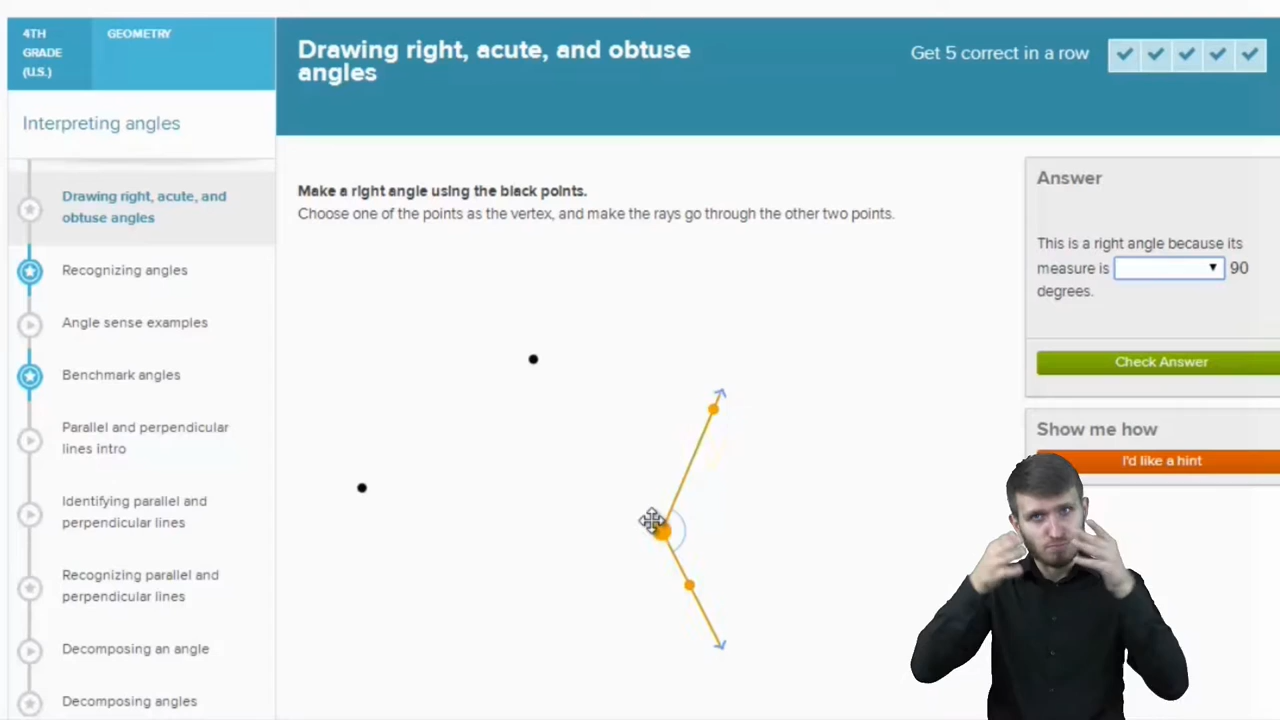 4TH
GRADE
(U.S.)
GEOMETRY
Interpreting angles
Drawing right, acute, and
obtuse angles
Recognizing angles
Angle sense examples
Benchmark angles
Parallel and perpendicular
lines intro
Identifying parallel and
perpendicular lines
Recognizing parallel and
perpendicular lines
Decomposing an angle
Decomposing angles
Drawing right, acute, and obtuse
angles
Get 5 correct in a row
Make a right angle using the black points.
Choose one of the points as the vertex, and make the rays go through the other two points.
Answer
This is a right angle because its
measure is 90
degrees.
Check Answer
Show me how
I'd like a hint